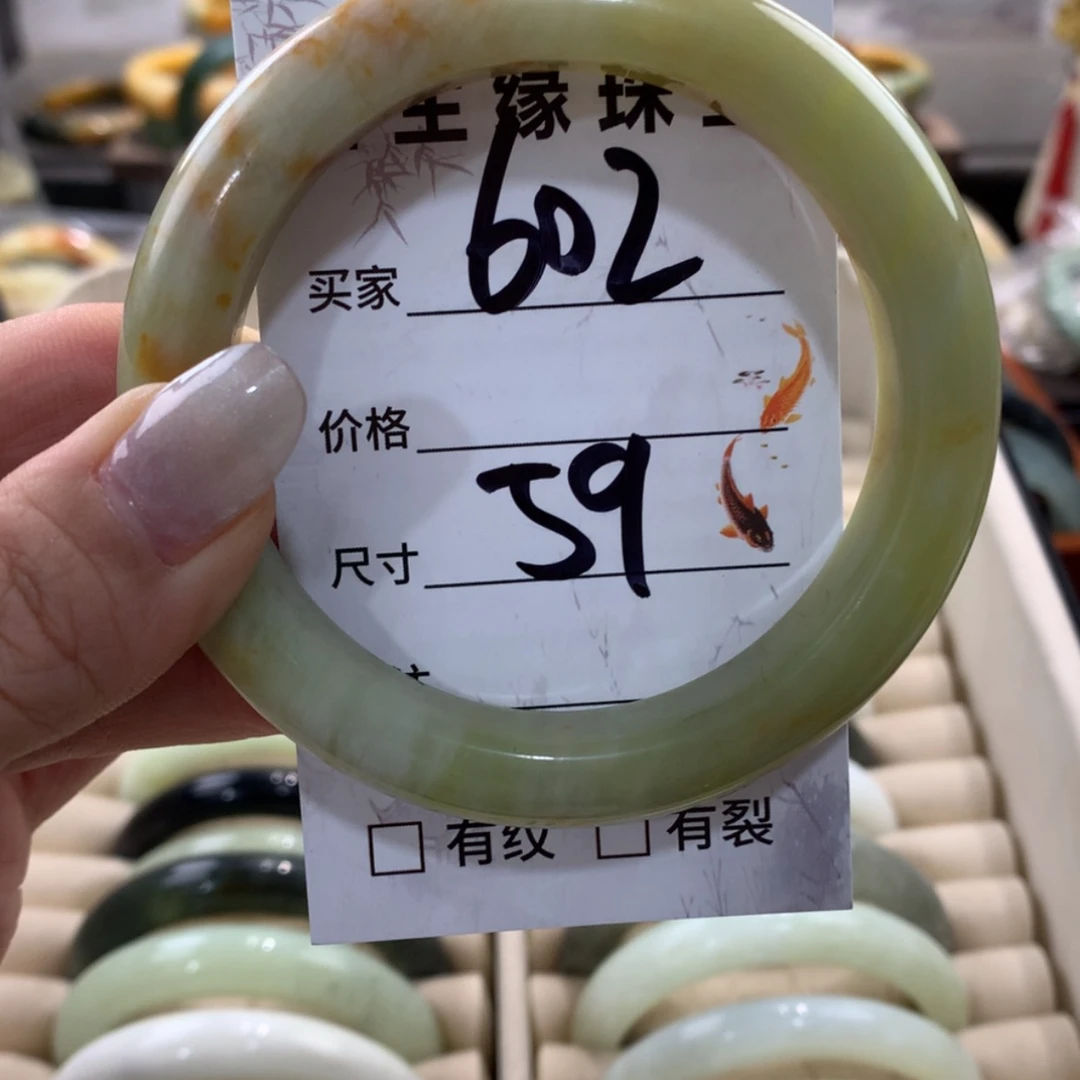 缘珠
买家 602
价格
尺寸 59
有纹 有裂